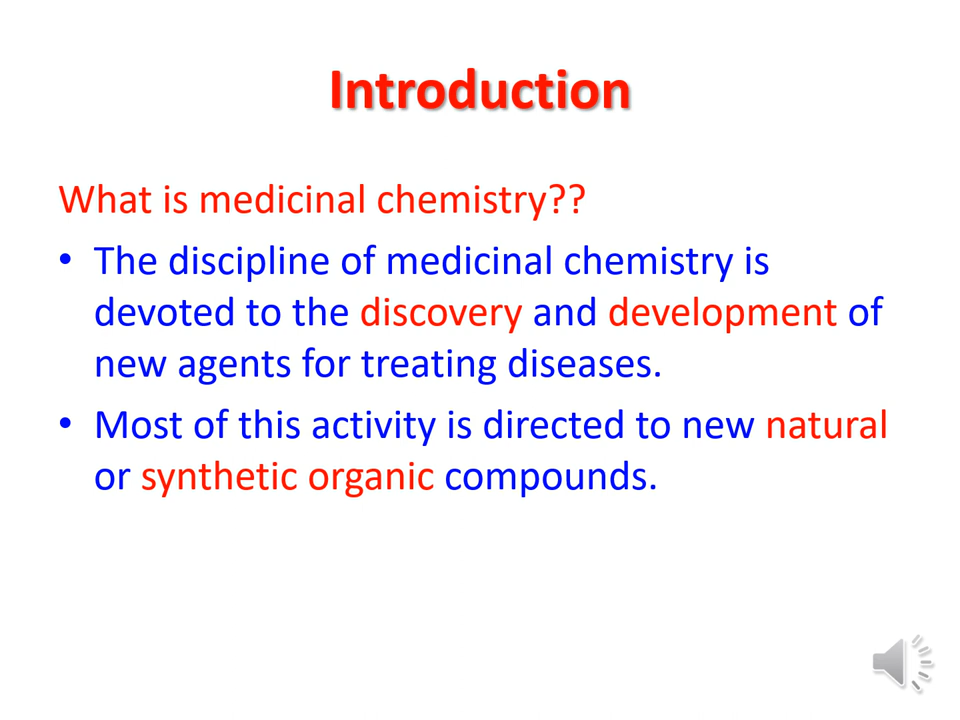 Introduction
What is medicinal chemistry??
• The discipline of medicinal chemistry is
devoted to the discovery and development of
new agents for treating diseases.
• Most of this activity is directed to new natural
or synthetic organic compounds.